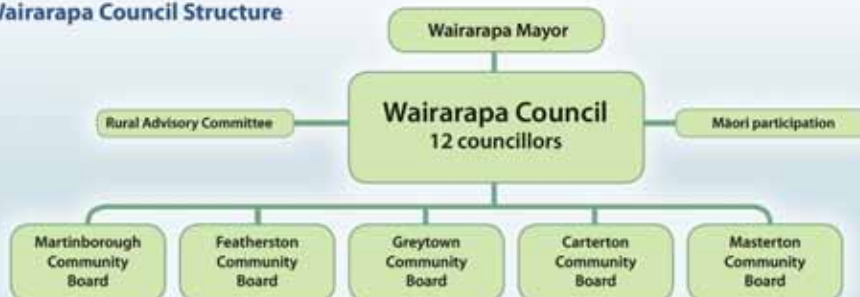 Wairarapa Council Structure
Wairarapa Mayor
Wairarapa Council
12 councillors
Rural Advisory Committee
Māori participation
Martinborough
Community
Board
Featherston
Community
Board
Greytown
Community
Board
Carterton
Community
Board
Masterton
Community
Board